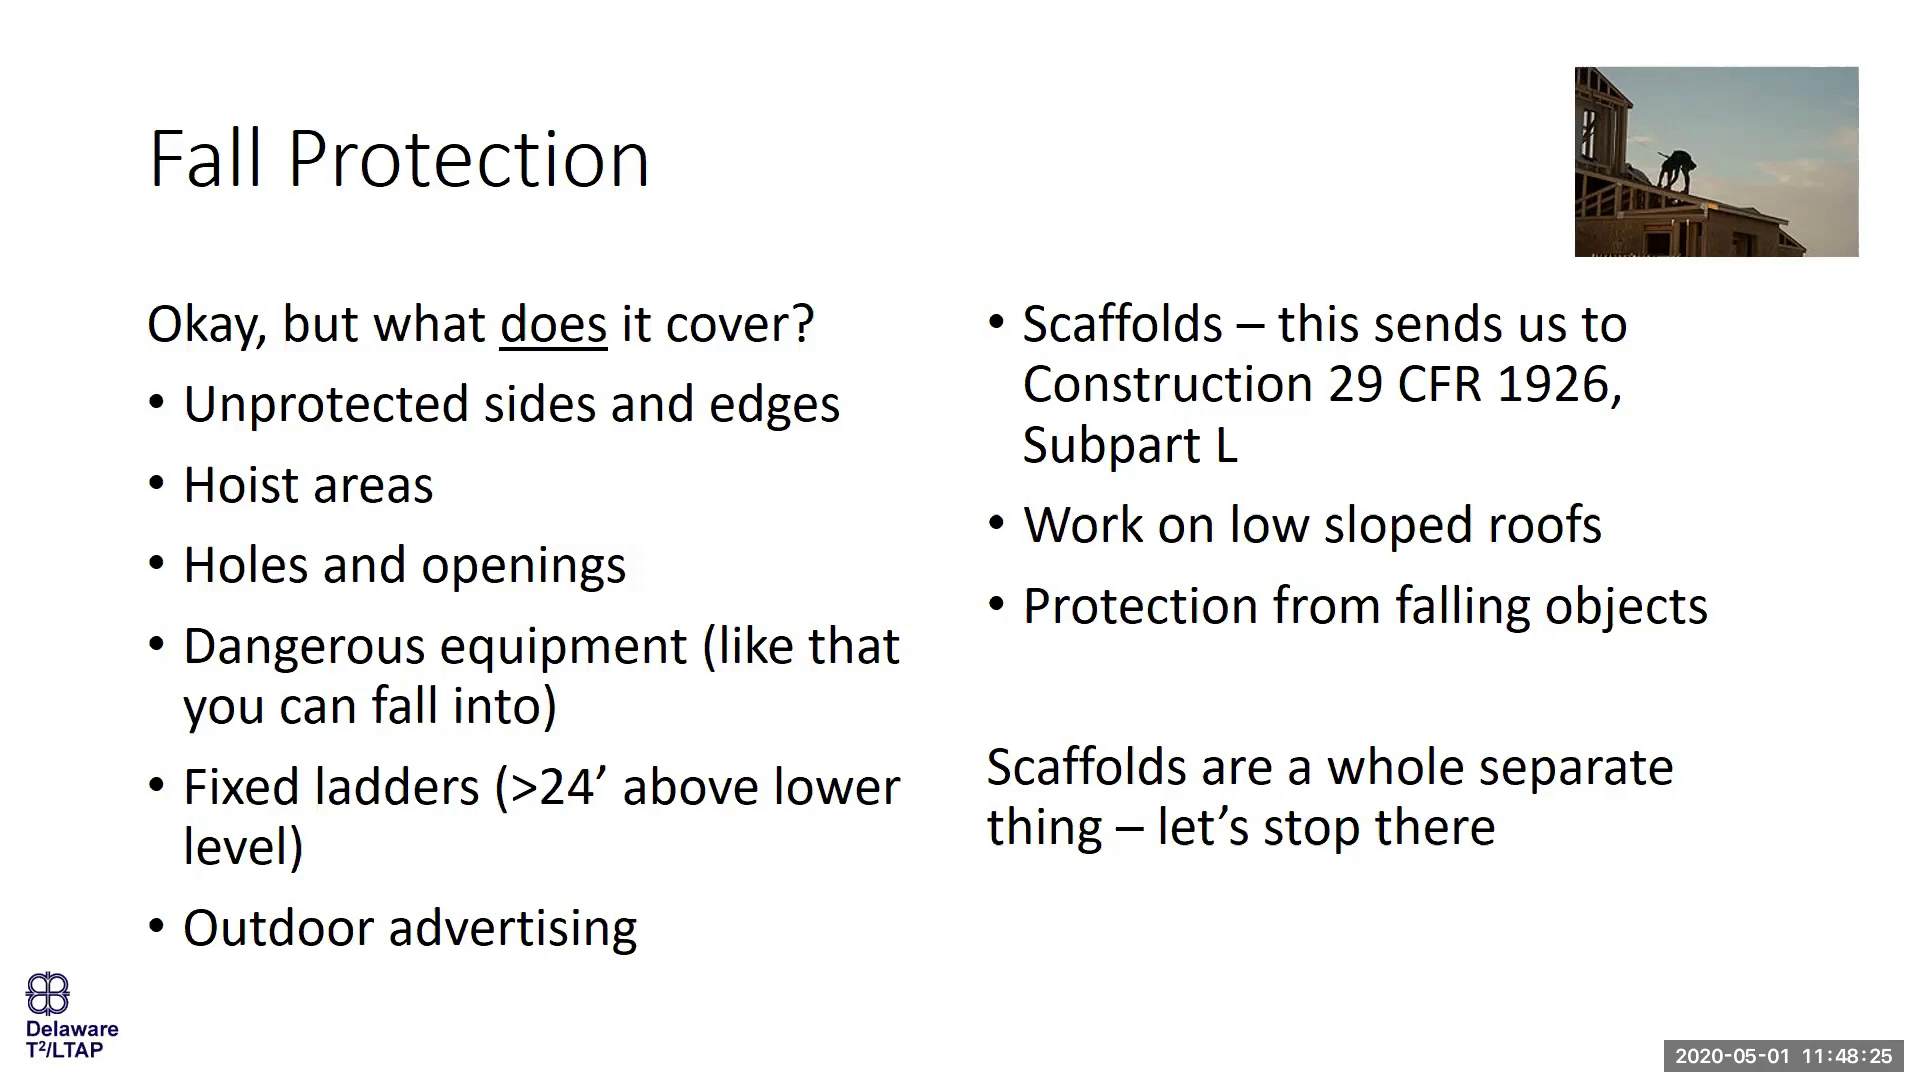 Fall Protection
Okay, but what does it cover?
• Unprotected sides and edges
• Hoist areas
• Holes and openings
• Dangerous equipment (like that
you can fall into)
• Fixed ladders (>24’ above lower
level)
• Outdoor advertising
• Scaffolds – this sends us to
Construction 29 CFR 1926,
Subpart L
• Work on low sloped roofs
• Protection from falling objects
Scaffolds are a whole separate
thing – let’s stop there
Delaware
T²/LTAP
2020-05-01 11:48:25